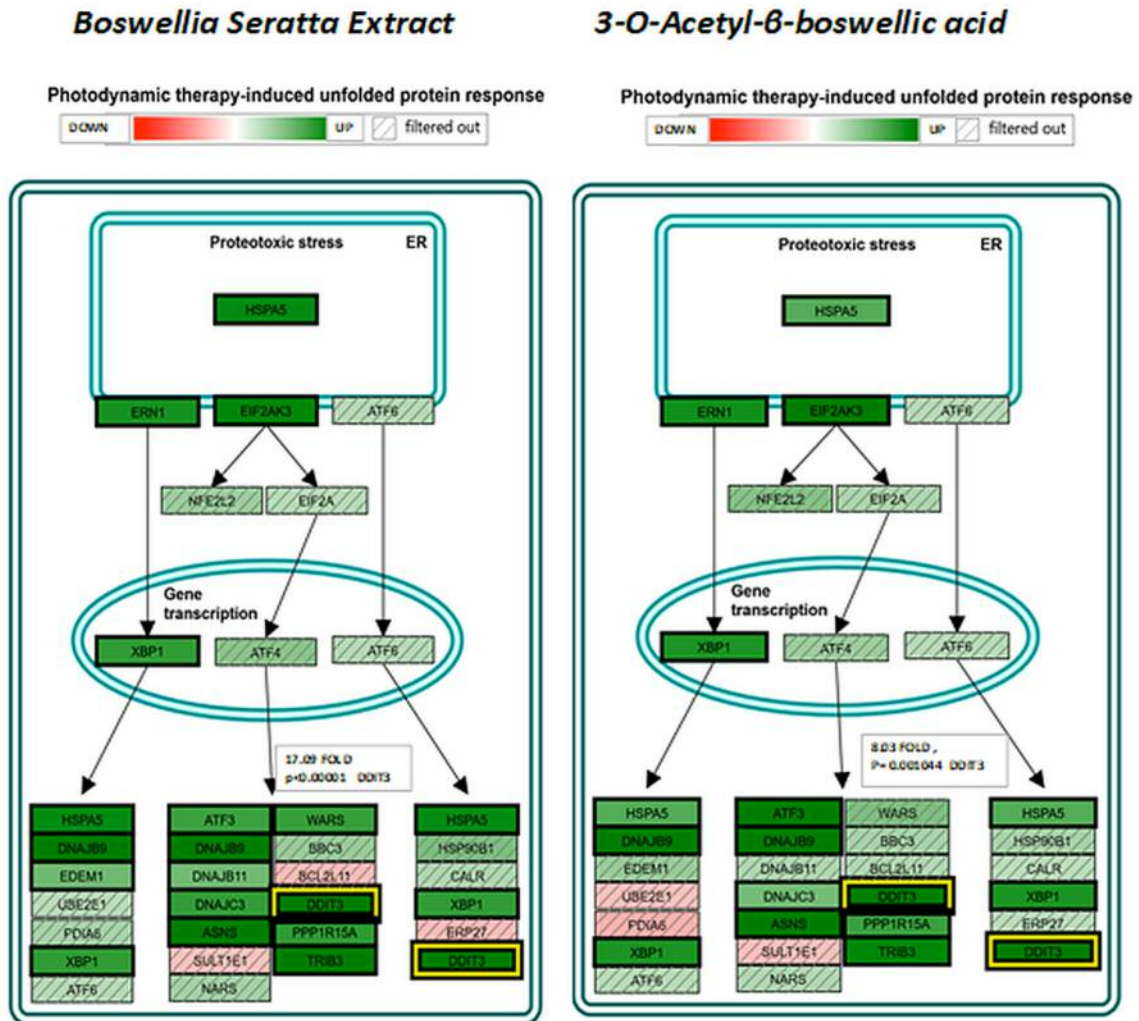 Boswellia Seratta Extract
Photodynamic therapy-induced unfolded protein response
DOWN UP filtered out
Proteotoxic stress ER
HSPA5
ERN1 EIF2AK3 ATF6
NFE2L2 EIF2A
Gene
transcription
XBP1 ATF4 ATF6
17.09 FOLD
p<0.00001 DDIT3
HSPA5 ATF3 WARS HSPA5
DNAJB9 DNAJB9 BBC3 HSP90B1
EDEM1 DNAJB11 BCL2L11 CALR
UBE2E1 DNAJC3 DDIT3 XBP1
PDIA6 ASNS PPP1R15A ERP27
XBP1 SULT1E1 TRIB3 DDIT3
ATF6 NARS
3-O-Acetyl-β-boswellic acid
Photodynamic therapy-induced unfolded protein response
DOWN UP filtered out
Proteotoxic stress ER
HSPA5
ERN1 EIF2AK3 ATF6
NFE2L2 EIF2A
Gene
transcription
XBP1 ATF4 ATF6
8.03 FOLD ,
P= 0.001044 DDIT3
HSPA5 ATF3 WARS HSPA5
DNAJB9 DNAJB9 BBC3 HSP90B1
EDEM1 DNAJB11 BCL2L11 CALR
UBE2E1 DNAJC3 DDIT3 XBP1
PDIA6 ASNS PPP1R15A ERP27
XBP1 SULT1E1 TRIB3 DDIT3
ATF6 NARS